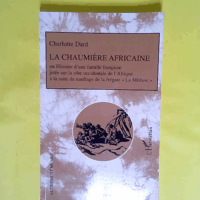 Charlotte Dard
LA CHAUMIÈRE AFRICAINE
ou Histoire d'une famille française
jetée sur la côte occidentale de l'Afrique
à la suite du naufrage de la frégate « La Méduse »
L'Harmattan